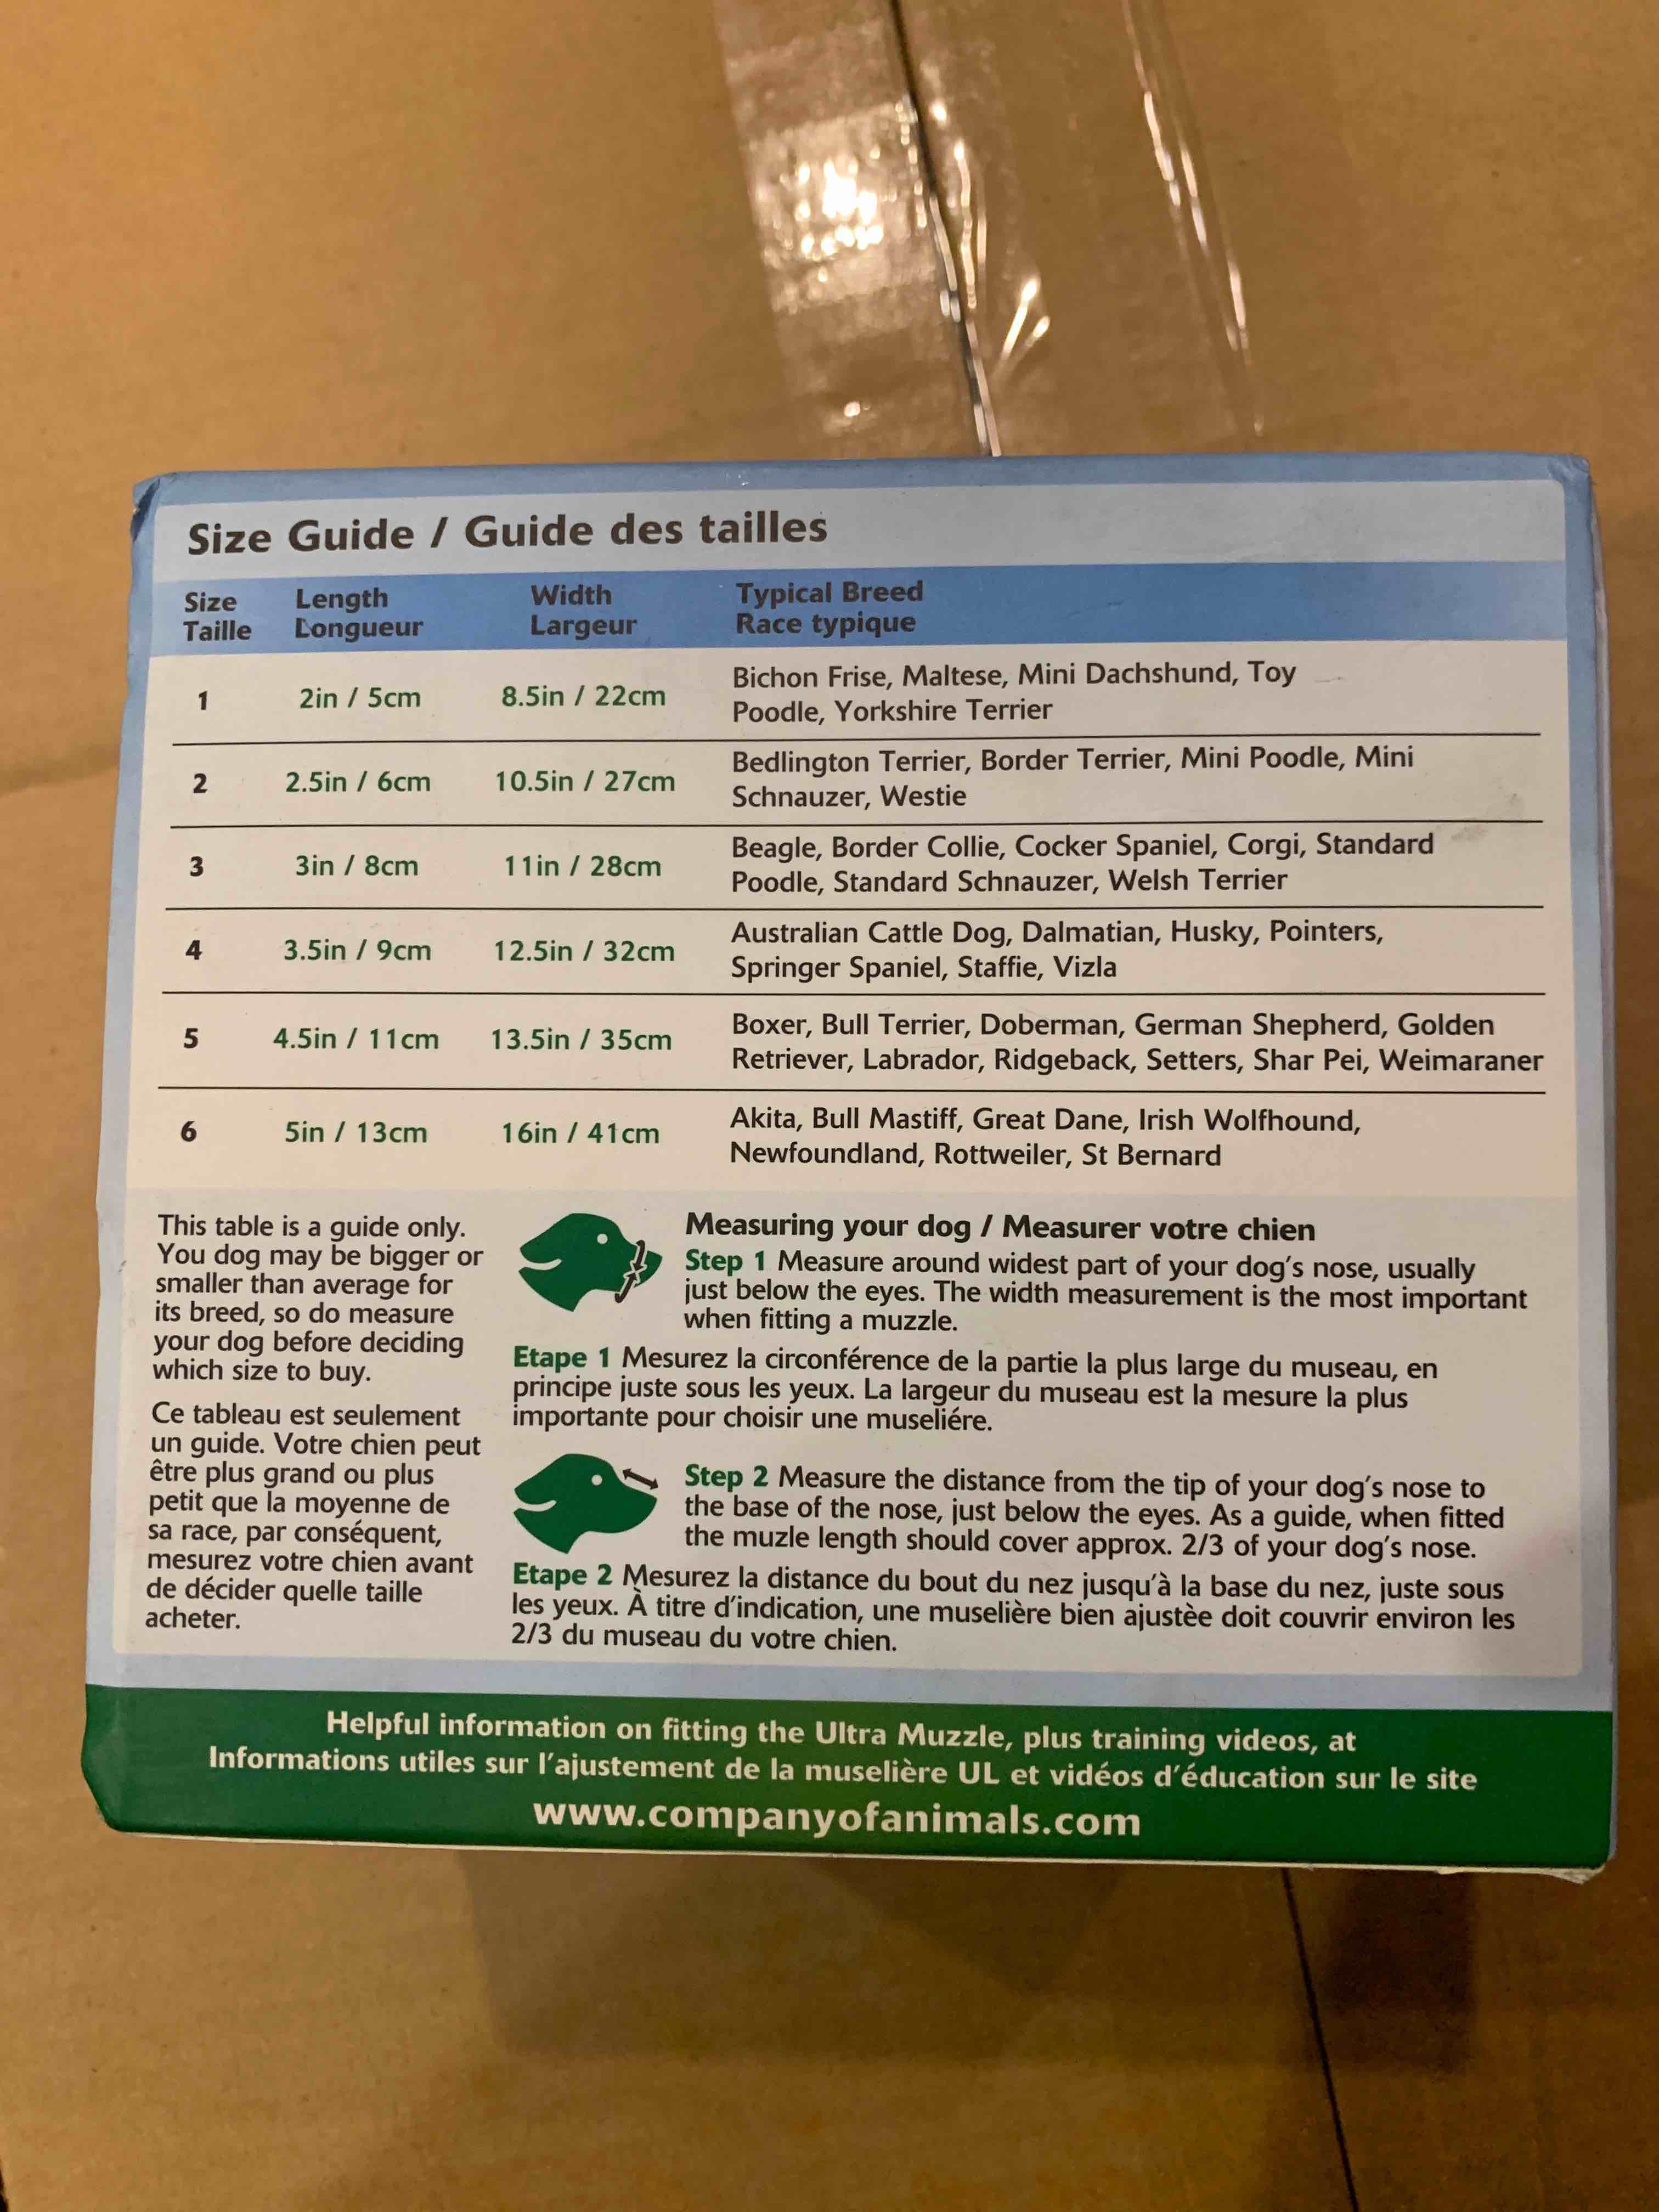 Size Guide / Guide des tailles
Size Length Width Typical Breed
Taille Longueur Largeur Race typique
1 2in / 5cm 8.5in / 22cm Bichon Frise, Maltese, Mini Dachshund, Toy
Poodle, Yorkshire Terrier
2 2.5in / 6cm 10.5in / 27cm Bedlington Terrier, Border Terrier, Mini Poodle, Mini
Schnauzer, Westie
3 3in / 8cm 11in / 28cm Beagle, Border Collie, Cocker Spaniel, Corgi, Standard
Poodle, Standard Schnauzer, Welsh Terrier
4 3.5in / 9cm 12.5in / 32cm Australian Cattle Dog, Dalmatian, Husky, Pointers,
Springer Spaniel, Staffie, Vizla
5 4.5in / 11cm 13.5in / 35cm Boxer, Bull Terrier, Doberman, German Shepherd, Golden
Retriever, Labrador, Ridgeback, Setters, Shar Pei, Weimaraner
6 5in / 13cm 16in / 41cm Akita, Bull Mastiff, Great Dane, Irish Wolfhound,
Newfoundland, Rottweiler, St Bernard
This table is a guide only.
You dog may be bigger or
smaller than average for
its breed, so do measure
your dog before deciding
which size to buy.
Ce tableau est seulement
un guide. Votre chien peut
être plus grand ou plus
petit que la moyenne de
sa race, par conséquent,
mesurez votre chien avant
de décider quelle taille
acheter.
Measuring your dog / Measurer votre chien
Step 1 Measure around widest part of your dog's nose, usually
just below the eyes. The width measurement is the most important
when fitting a muzzle.
Etape 1 Mesurez la circonférence de la partie la plus large du museau, en
principe juste sous les yeux. La largeur du museau est la mesure la plus
importante pour choisir une museliére.
Step 2 Measure the distance from the tip of your dog's nose to
the base of the nose, just below the eyes. As a guide, when fitted
the muzle length should cover approx. 2/3 of your dog's nose.
Etape 2 Mesurez la distance du bout du nez jusqu'à la base du nez, juste sous
les yeux. À titre d'indication, une muselière bien ajustèe doit couvrir environ les
2/3 du museau du votre chien.
Helpful information on fitting the Ultra Muzzle, plus training videos, at
Informations utiles sur l'ajustement de la muselière UL et vidéos d'éducation sur le site
www.companyofanimals.com